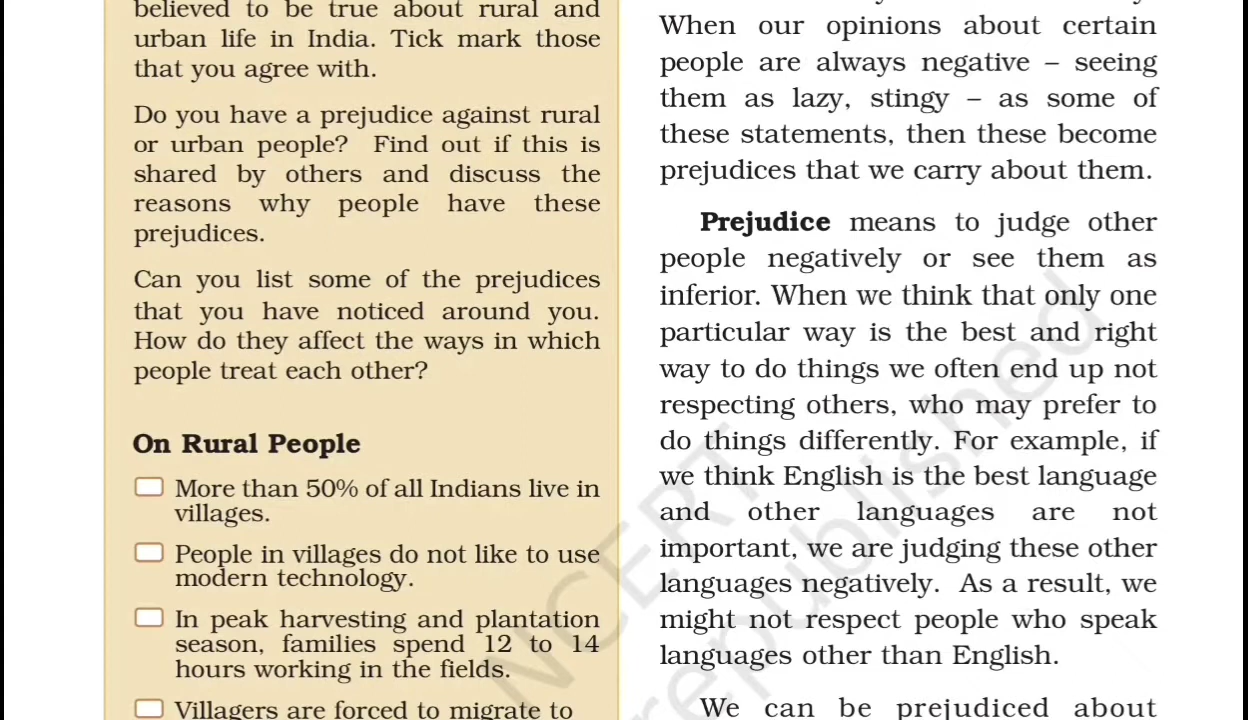 believed to be true about rural and
urban life in India. Tick mark those
that you agree with.
Do you have a prejudice against rural
or urban people? Find out if this is
shared by others and discuss the
reasons why people have these
prejudices.
Can you list some of the prejudices
that you have noticed around you.
How do they affect the ways in which
people treat each other?
On Rural People
More than 50% of all Indians live in
villages.
People in villages do not like to use
modern technology.
In peak harvesting and plantation
season, families spend 12 to 14
hours working in the fields.
Villagers are forced to migrate to
When our opinions about certain
people are always negative – seeing
them as lazy, stingy – as some of
these statements, then these become
prejudices that we carry about them.
Prejudice means to judge other
people negatively or see them as
inferior. When we think that only one
particular way is the best and right
way to do things we often end up not
respecting others, who may prefer to
do things differently. For example, if
we think English is the best language
and other languages are not
important, we are judging these other
languages negatively. As a result, we
might not respect people who speak
languages other than English.
We can be prejudiced about
NCERT
republished